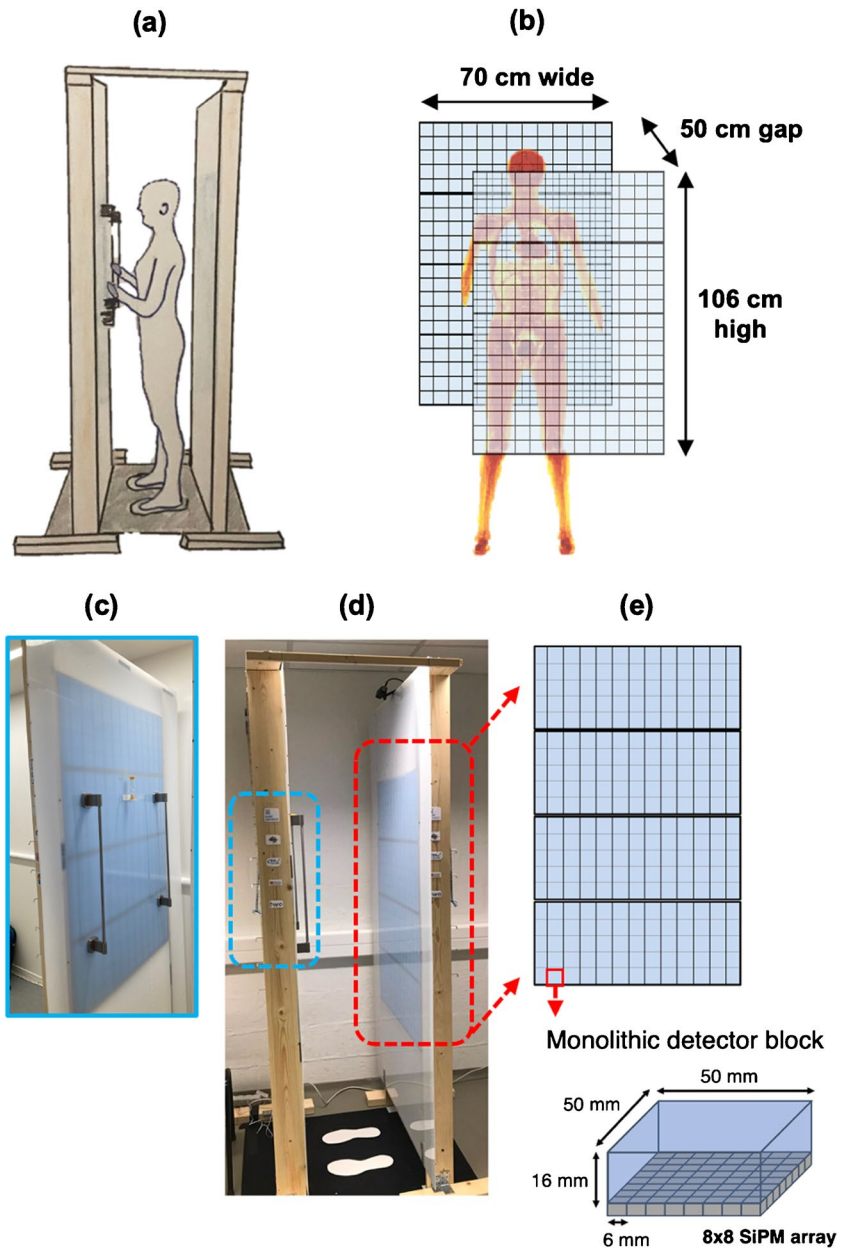 (a)
(b)
70 cm wide
50 cm gap
106 cm
high
(c)
(d)
(e)
Monolithic detector block
50 mm
50 mm
16 mm
6 mm
8x8 SiPM array